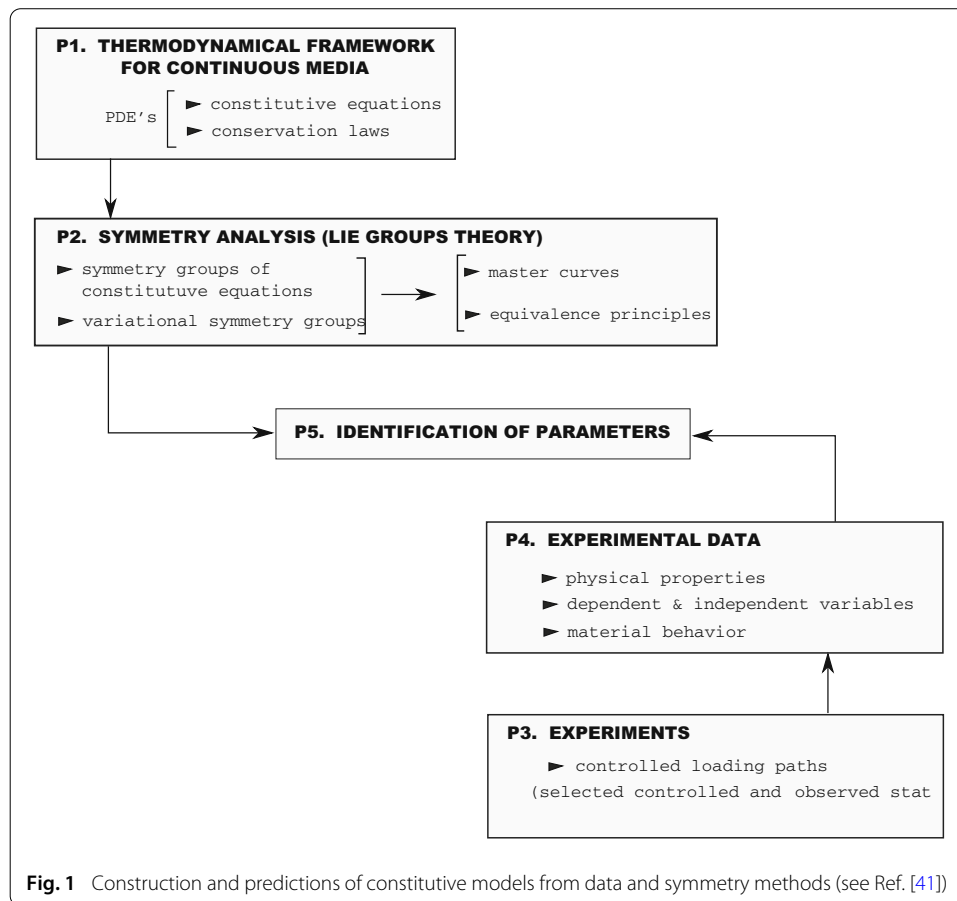 P1. THERMODYNAMICAL FRAMEWORK
FOR CONTINUOUS MEDIA
PDE's
► constitutive equations
► conservation laws
P2. SYMMETRY ANALYSIS (LIE GROUPS THEORY)
► symmetry groups of
constitutuve equations
► variational symmetry groups
► master curves
► equivalence principles
P5. IDENTIFICATION OF PARAMETERS
P4. EXPERIMENTAL DATA
► physical properties
► dependent & independent variables
► material behavior
P3. EXPERIMENTS
► controlled loading paths
(selected controlled and observed stat
Fig. 1 Construction and predictions of constitutive models from data and symmetry methods (see Ref. [41])